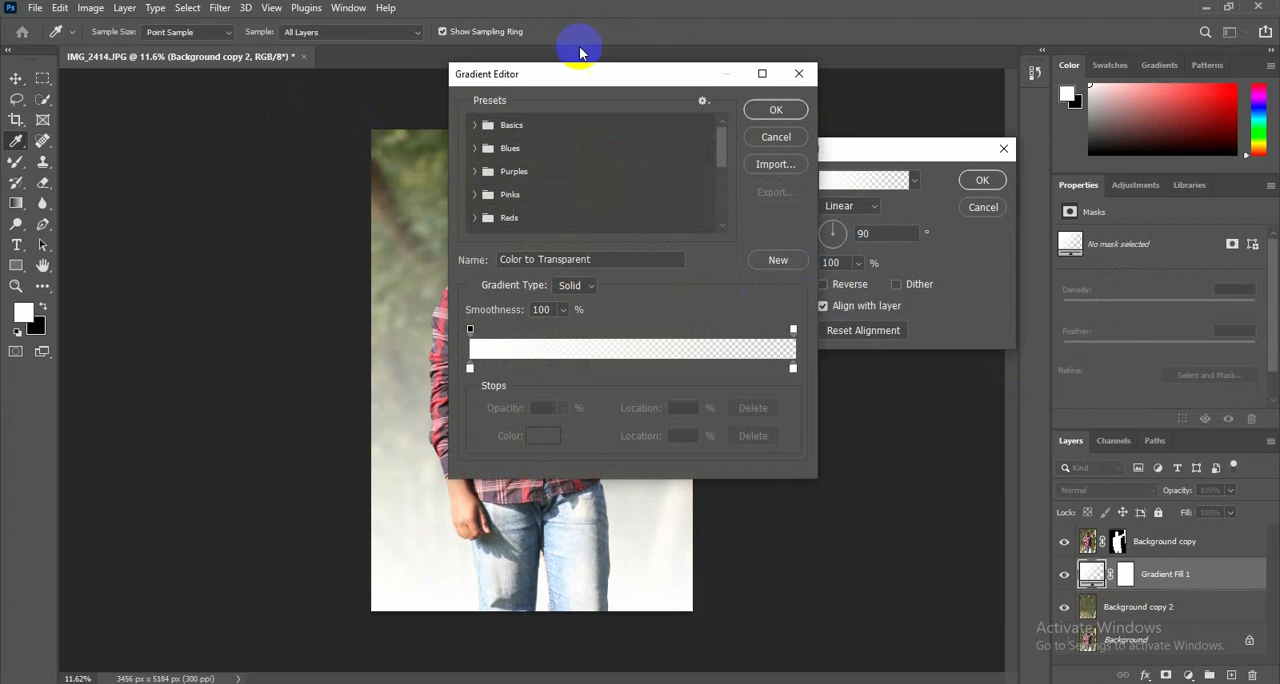 Ps File Edit Image Layer Type Select Filter 3D View Plugins Window Help
Sample Size: Point Sample Sample: All Layers Show Sampling Ring
IMG_2414.JPG @ 11.6% (Background copy 2, RGB/8*) * ×
Gradient Editor
Presets
Basics
Blues
Purples
Pinks
Reds
OK
Cancel
Import...
Export...
Name: Color to Transparent
New
Gradient Type: Solid
Smoothness: 100 %
Stops
Opacity: % Location: % Delete
Color: Location: % Delete
OK
Linear
Cancel
90 °
100 %
Reverse Dither
Align with layer
Reset Alignment
Color Swatches Gradients Patterns
Properties Adjustments Libraries
Masks
No mask selected
Density:
Feather:
Refine: Select and Mask...
Layers Channels Paths
Kind
Normal Opacity: 100%
Lock: Fill: 100%
Background copy
Gradient Fill 1
Background copy 2
Background
Activate Windows
Go to Settings to activate Windows.
11.62% 3456 px x 5184 px (300 ppi)